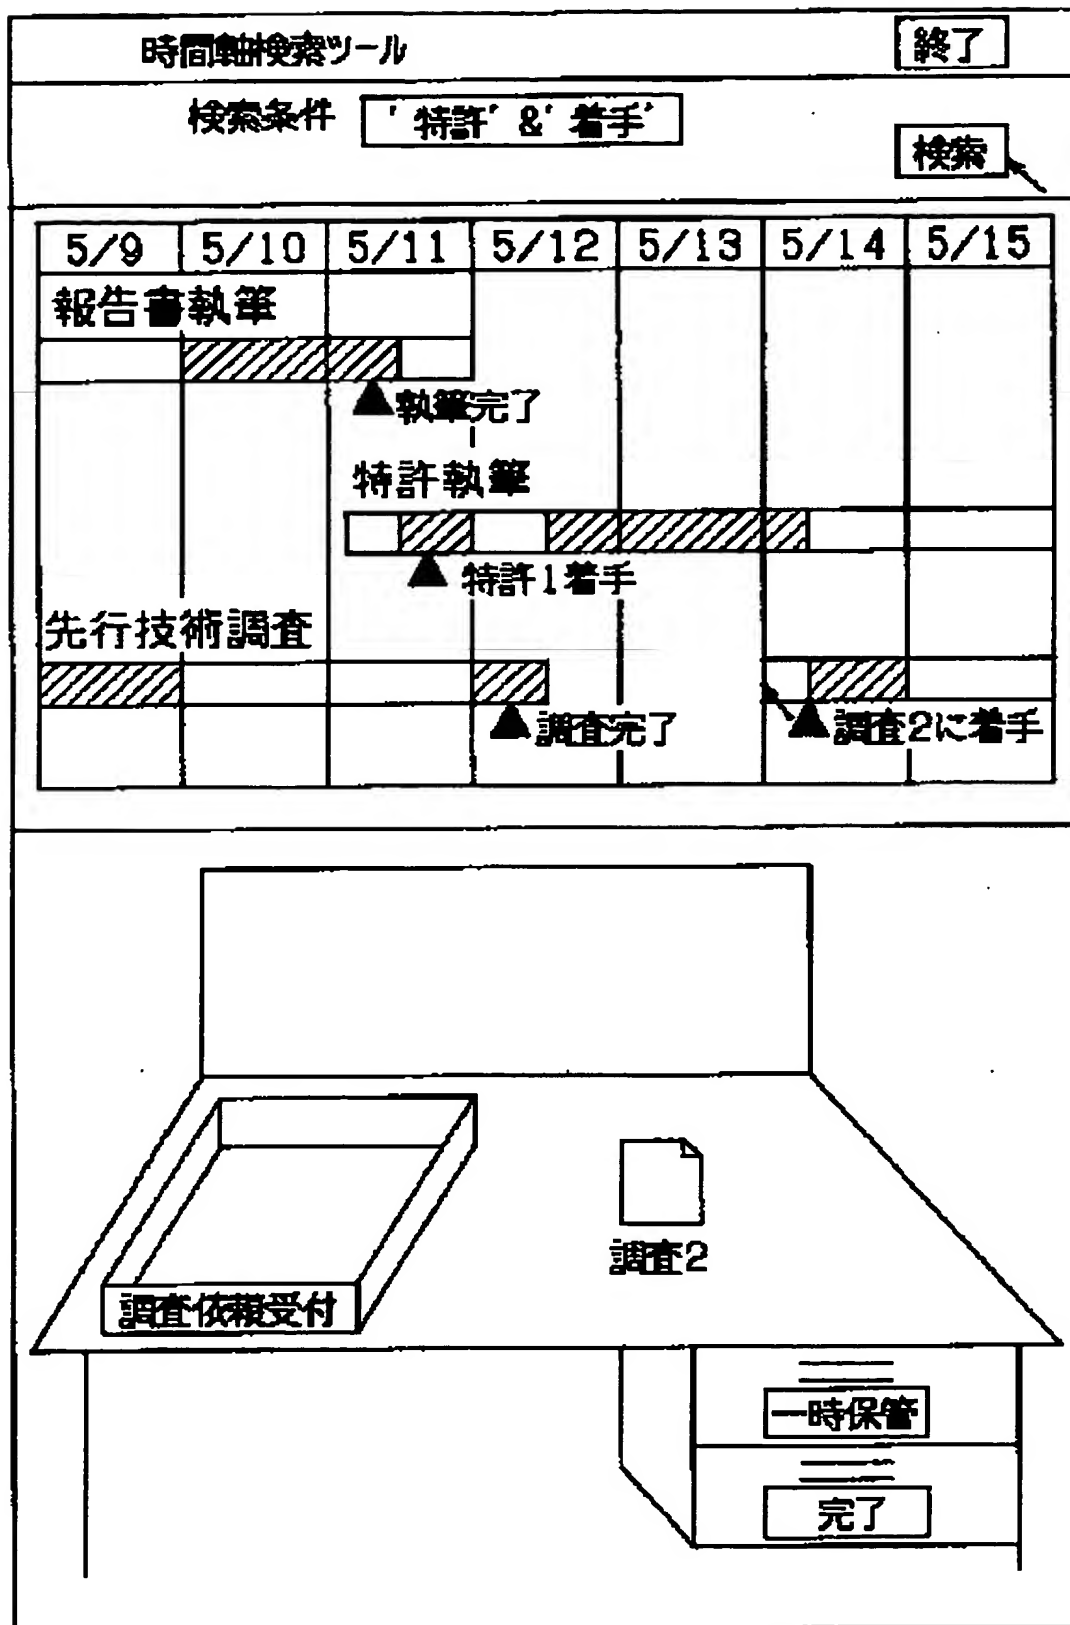 時間軸検索ツール
終了
検索条件
'特許'&'着手'
検索
5/9 5/10 5/11 5/12 5/13 5/14 5/15
報告書執筆
▲執筆完了
特許執筆
▲特許1着手
先行技術調査
▲調査完了
▲調査2に着手
調査2
調査依頼受付
一時保管
完了